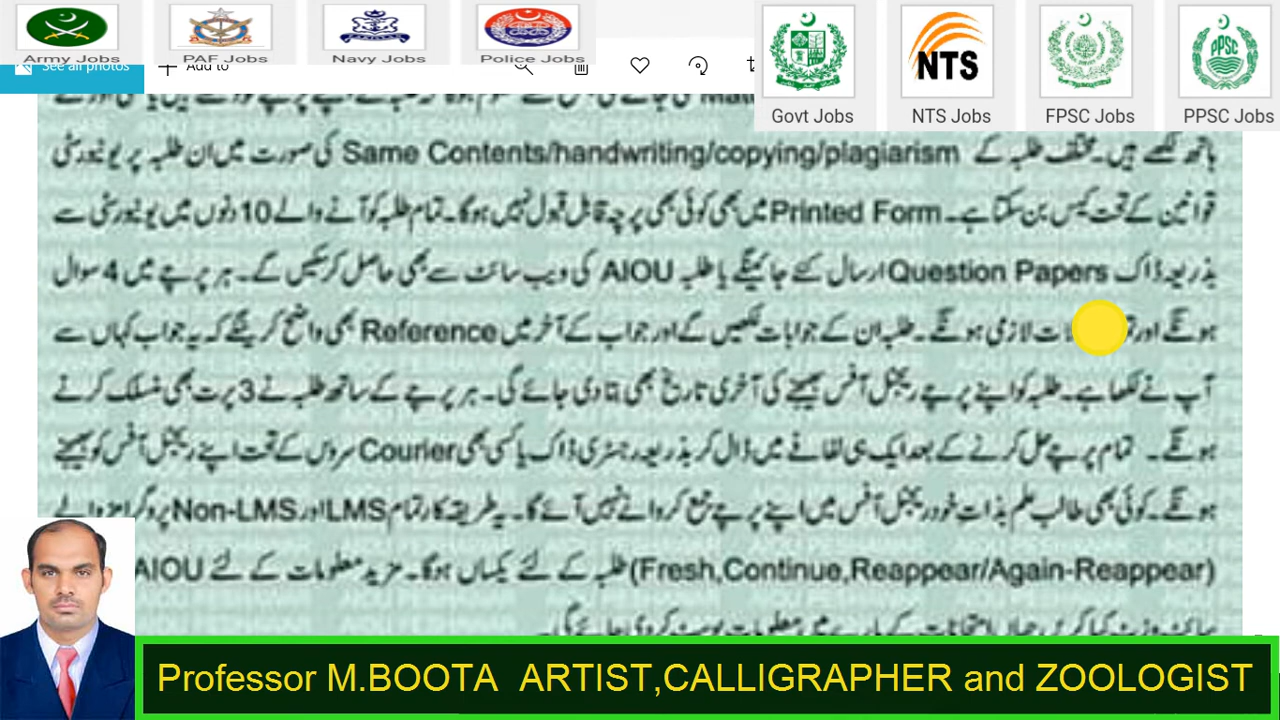 Army Jobs
PAF Jobs
Navy Jobs
Police Jobs
Govt Jobs
NTS
NTS Jobs
FPSC Jobs
PPSC
PPSC Jobs
See all photos
Add to
ہاتھ لکھے ہیں۔ مختلف طلبہ کے Same Contents/handwriting/copying/plagiarism کی صورت میں ان طلبہ پر یونیورسٹی
قوانین کے تحت کیس بن سکتا ہے۔ Printed Form میں بھی کوئی بھی پرچہ قابل قبول نہیں ہوگا۔ تمام طلبہ کو آنے والے 10 دنوں میں یونیورسٹی سے
بذریعہ ڈاک Question Papers ارسال کئے جائینگے یا طلبہ AIOU کی ویب سائٹ سے بھی حاصل کرسکیں گے۔ ہر پرچے میں 4 سوال
ہونگے اور لازمی ہونگے۔ طلبہ ان کے جوابات لکھیں گے اور جواب کے آخر میں Reference بھی واضح کرینگے کہ یہ جواب کہاں سے
آپ نے لکھا ہے۔ طلبہ کو اپنے پرچے ریجنل آفس بھیجنے کی آخری تاریخ بھی بتا دی جائے گی۔ ہر پرچے کے ساتھ طلبہ نے 3 پرت بھی منسلک کرنے
ہونگے۔ تمام پرچے حل کرنے کے بعد ایک ہی لفافے میں ڈال کر بذریعہ رجسٹری ڈاک یا کسی بھی Courier سروس کے تحت اپنے ریجنل آفس کو بھیجنے
ہونگے۔ کوئی بھی طالب علم بذات خود ریجنل آفس میں اپنے پرچے جمع کروانے نہیں آئے گا۔ یہ طریقہ کار تمام LMS اور Non-LMS پروگرامز والے
(Fresh,Continue,Reappear/Again-Reappear) طلبہ کے لئے یکساں ہوگا۔ مزید معلومات کے لئے AIOU
Professor M.BOOTA ARTIST,CALLIGRAPHER and ZOOLOGIST